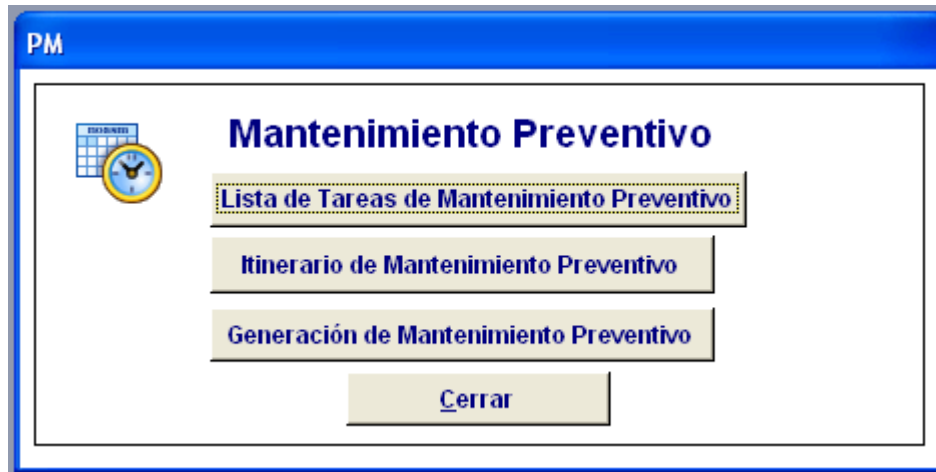 PM
Mantenimiento Preventivo
Lista de Tareas de Mantenimiento Preventivo
Itinerario de Mantenimiento Preventivo
Generación de Mantenimiento Preventivo
Cerrar